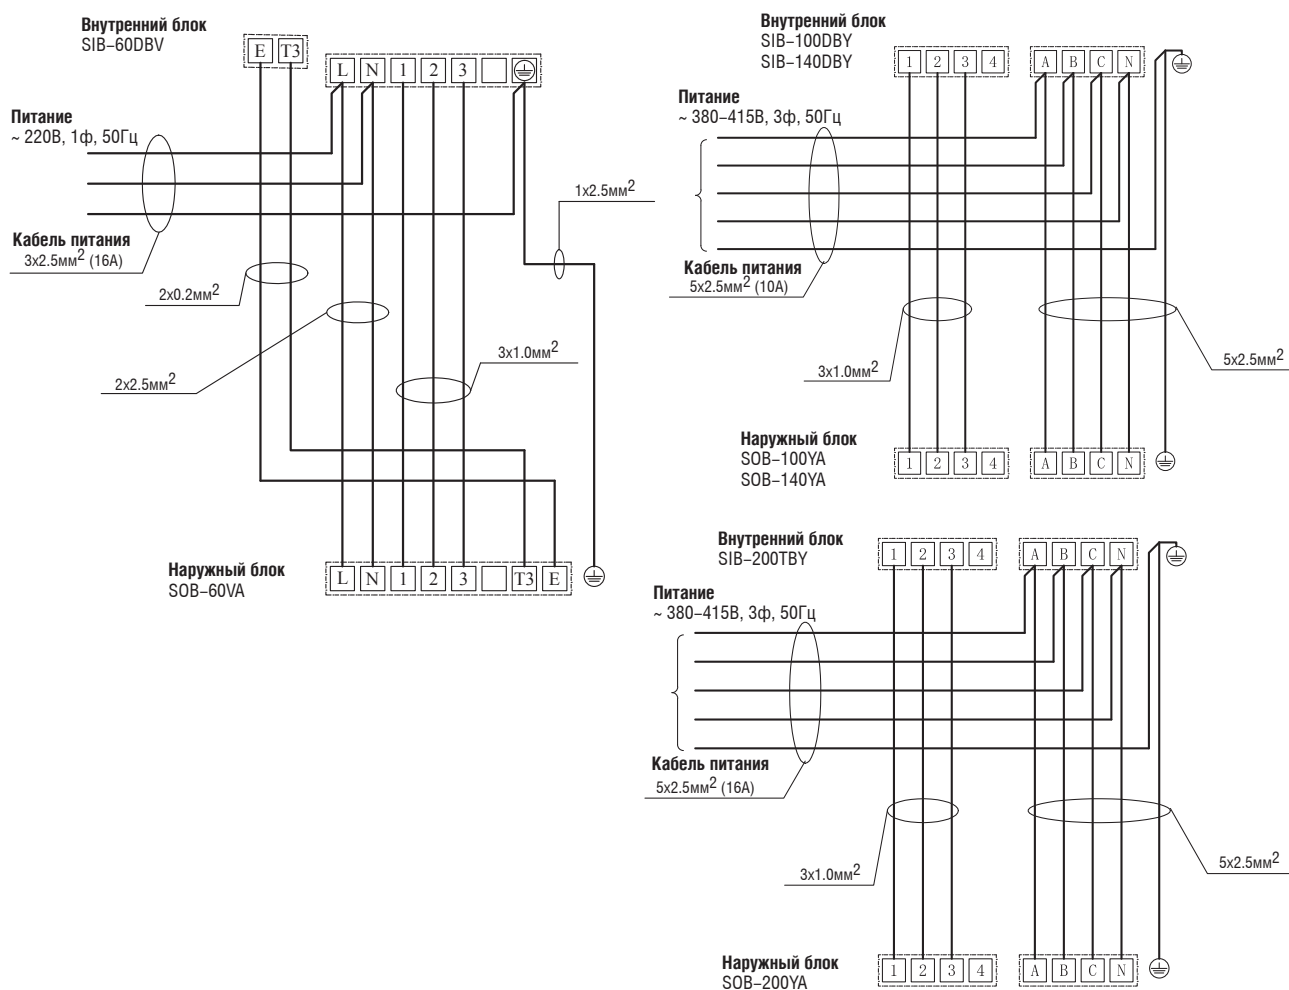 Внутренний блок
SIB–60DBV
E T3
L N 1 2 3
Питание
~ 220В, 1ф, 50Гц
Кабель питания
3x2.5мм2 (16А)
1x2.5мм2
2x0.2мм2
2x2.5мм2
3x1.0мм2
Наружный блок
SOB–60VA
L N 1 2 3 T3 E
Внутренний блок
SIB–100DBY
SIB–140DBY
1 2 3 4 A B C N
Питание
~ 380–415В, 3ф, 50Гц
Кабель питания
5x2.5мм2 (10А)
3x1.0мм2
5x2.5мм2
Наружный блок
SOB–100YA
SOB–140YA
1 2 3 4 A B C N
Внутренний блок
SIB–200TBY
1 2 3 4 A B C N
Питание
~ 380–415В, 3ф, 50Гц
Кабель питания
5x2.5мм2 (16А)
3x1.0мм2
5x2.5мм2
Наружный блок
SOB–200YA
1 2 3 4 A B C N